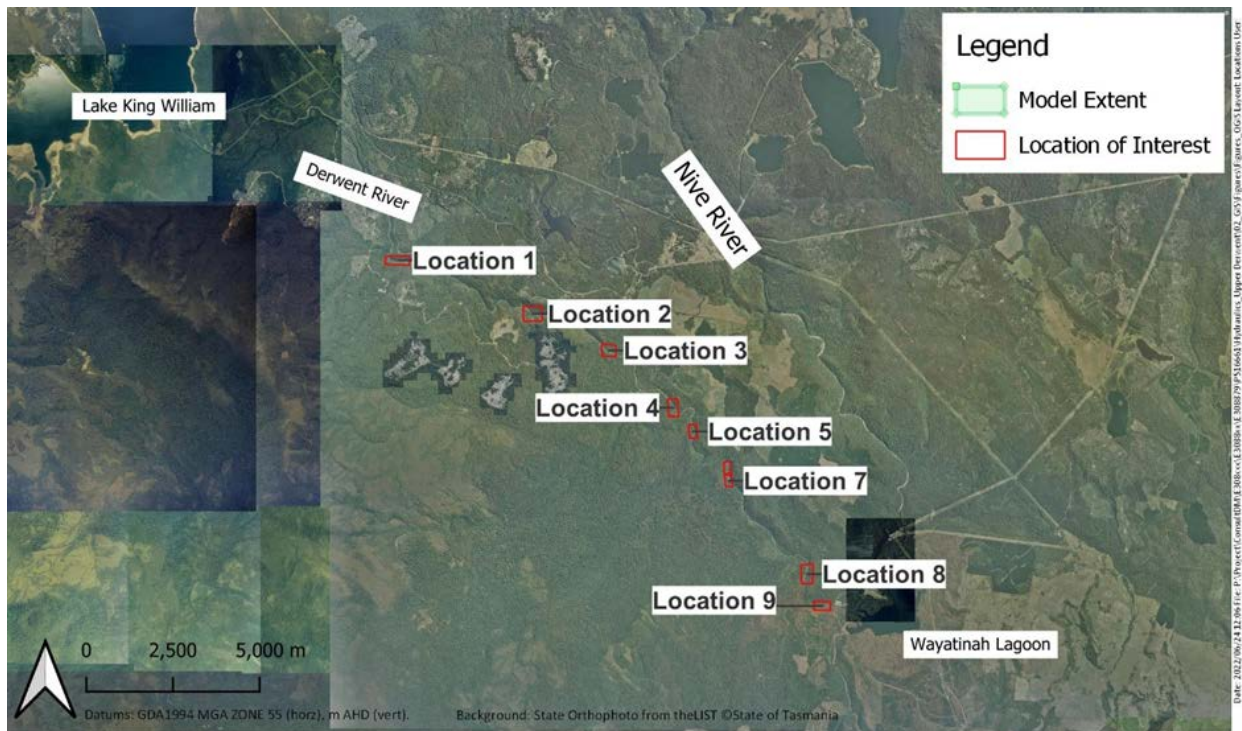 Legend
Model Extent
Location of Interest
Lake King William
Derwent River
Nive River
Location 1
Location 2
Location 3
Location 4
Location 5
Location 7
Location 8
Location 9
Wayatinah Lagoon
0 2,500 5,000 m
Datums: GDA1994 MGA ZONE 55 (horz), m AHD (vert).
Background: State Orthophoto from theLIST ©State of Tasmania